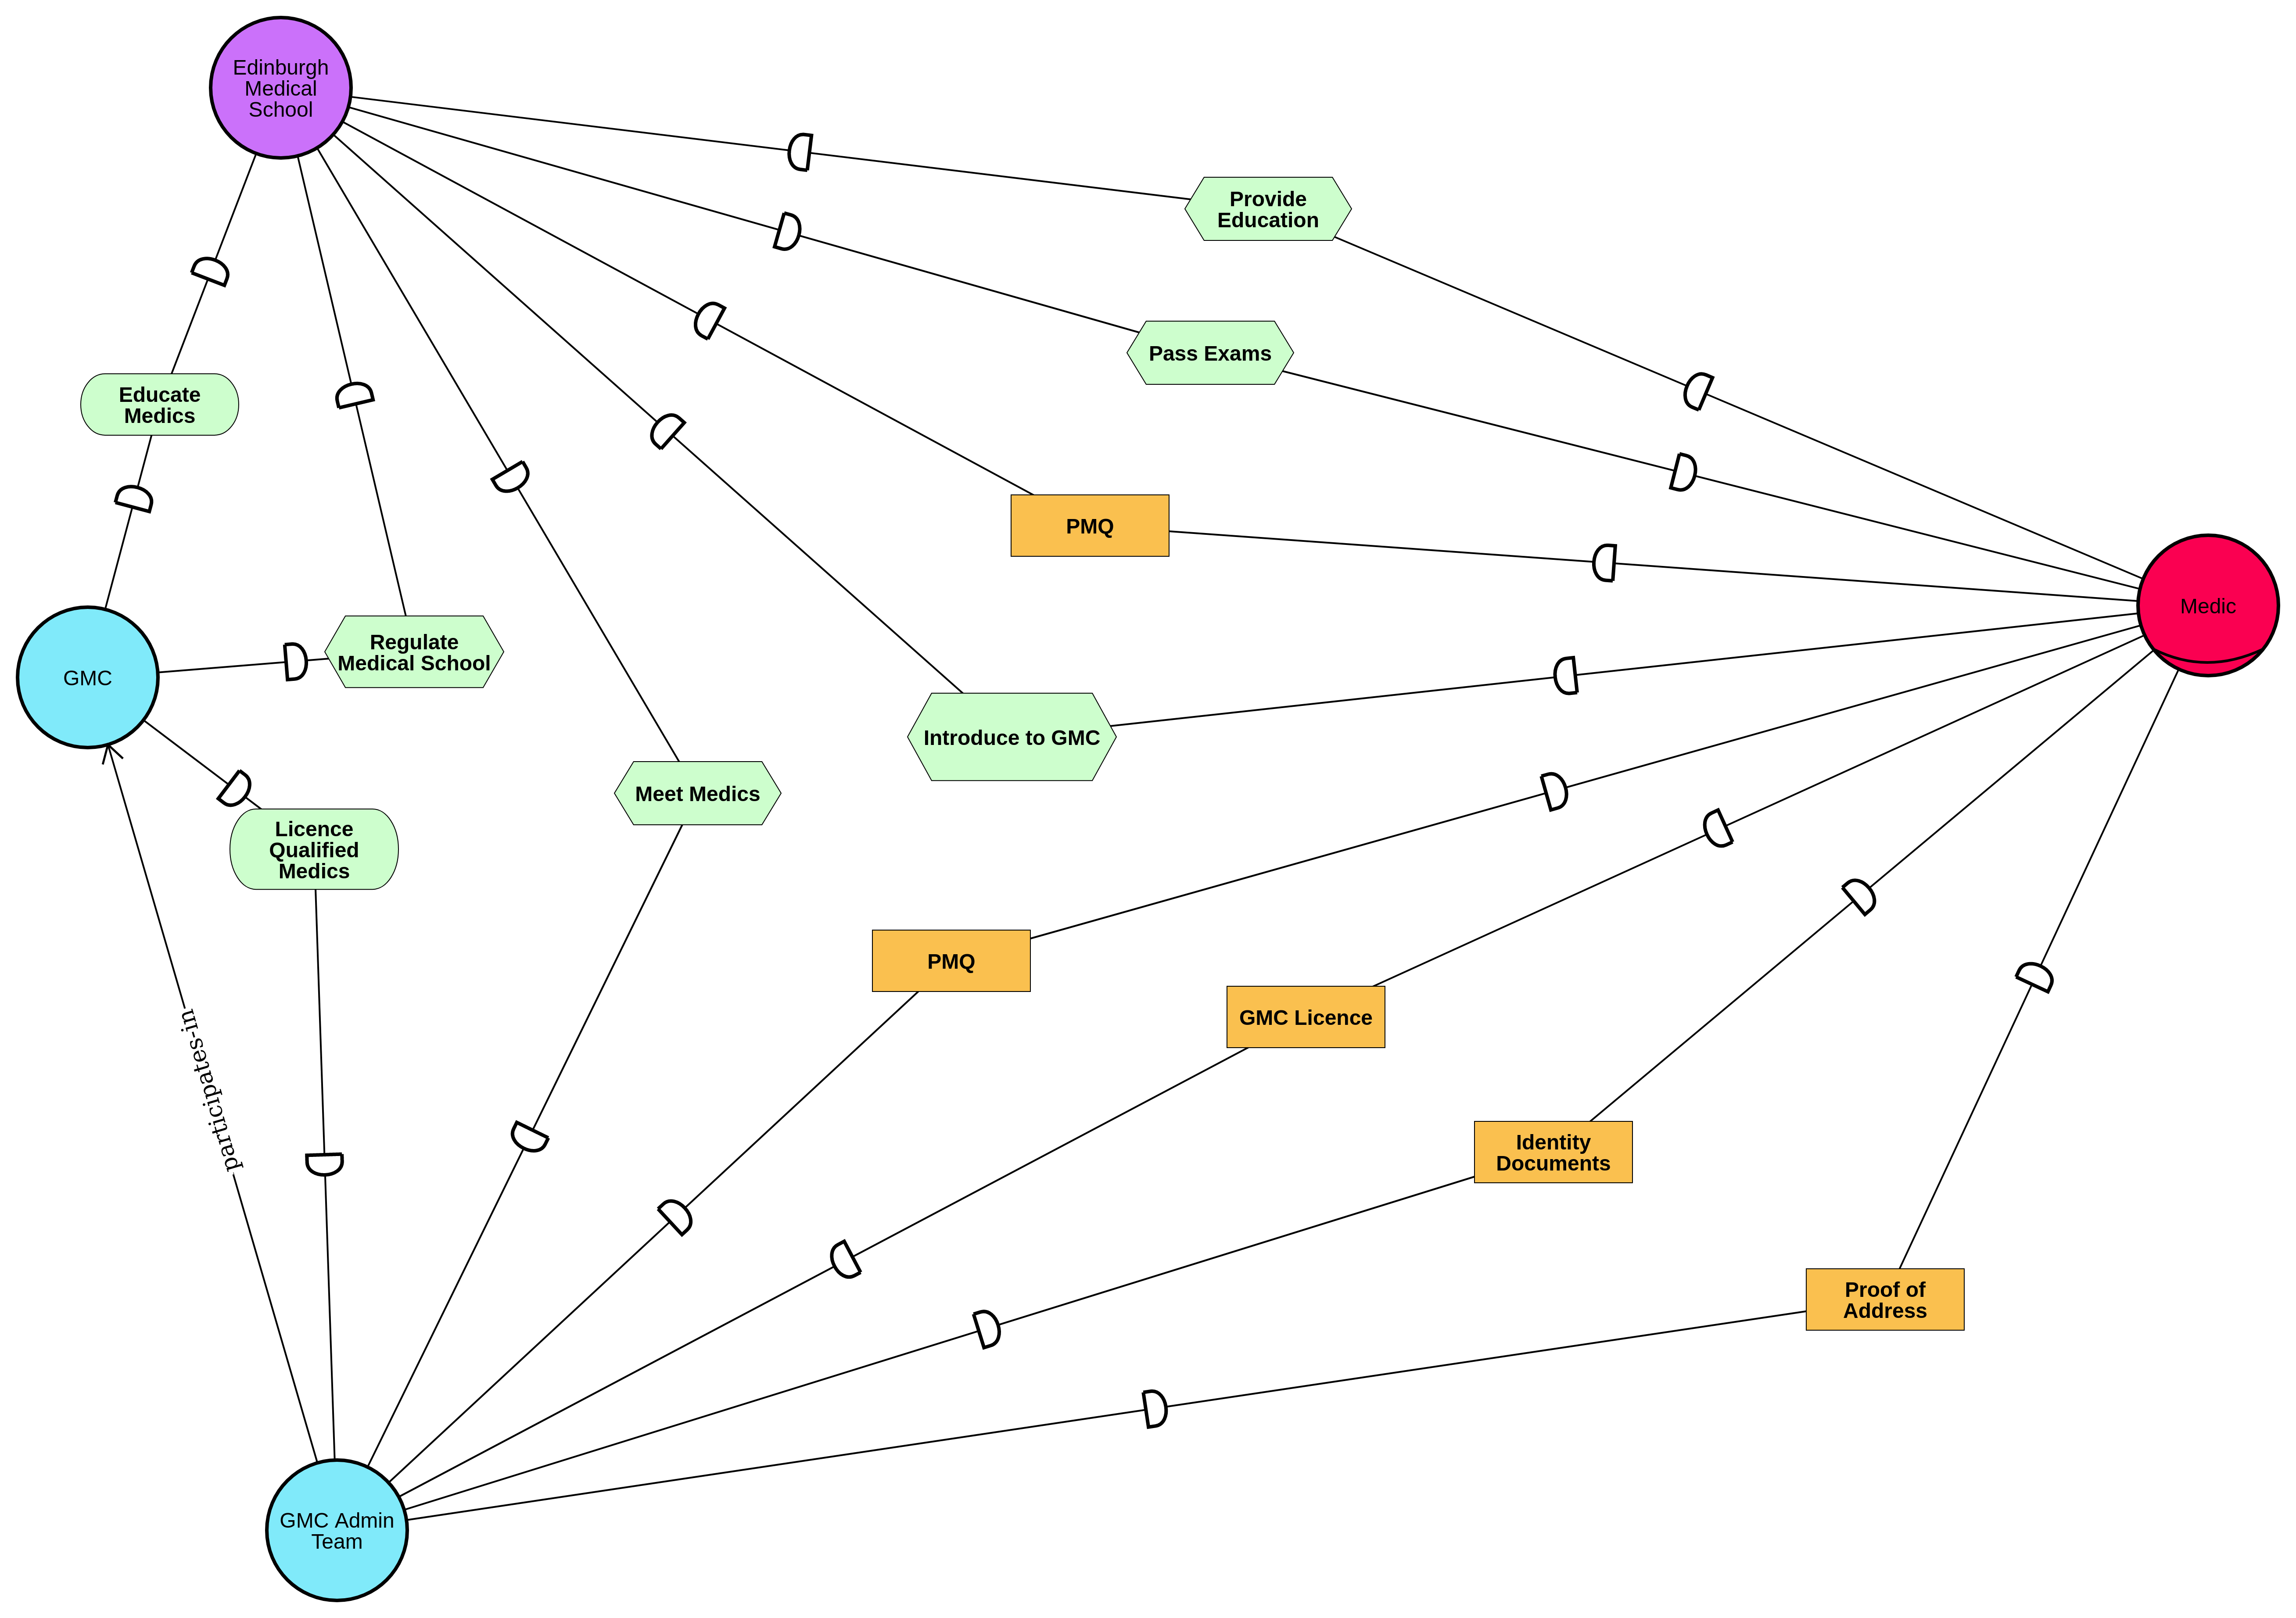 Edinburgh
Medical
School
Provide
Education
Pass Exams
Educate
Medics
PMQ
Medic
Regulate
Medical School
GMC
Introduce to GMC
Meet Medics
Licence
Qualified
Medics
PMQ
GMC Licence
participates-in
Identity
Documents
Proof of
Address
GMC Admin
Team